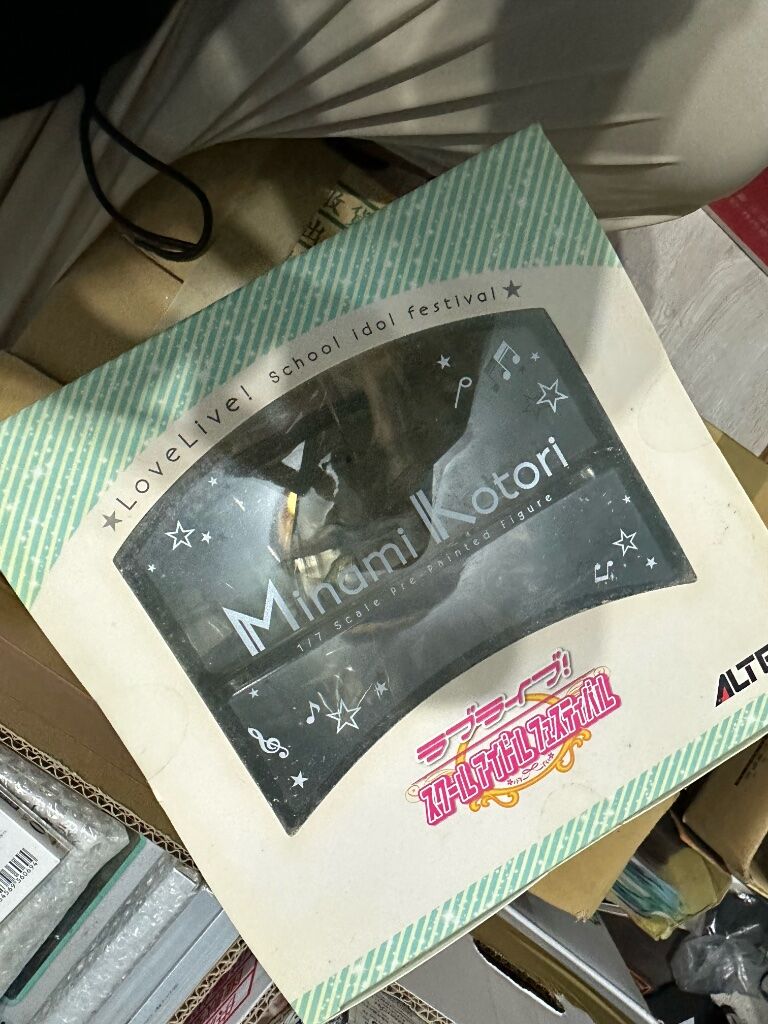 LoveLive! School idol festival
Minami Kotori
1/7 Scale Pre-Painted Figure
ラブライブ!
スクールアイドルフェスティバル
ALTE